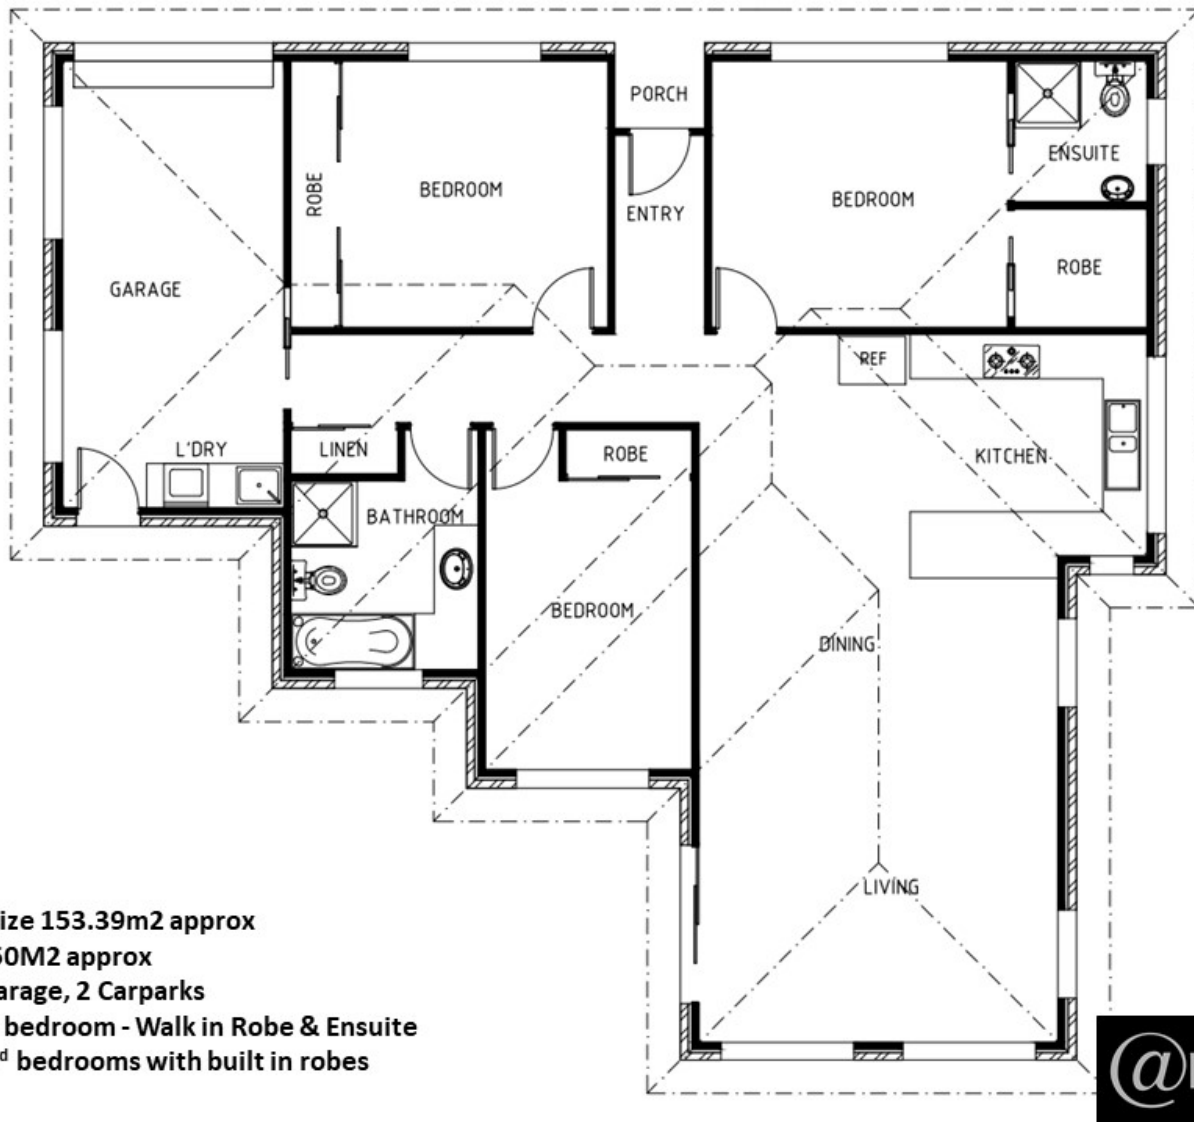 PORCH
ENSUITE
ROBE
BEDROOM
BEDROOM
ENTRY
ROBE
GARAGE
REF
L'DRY
LINEN
ROBE
KITCHEN
BATHROOM
BEDROOM
DINING
LIVING
ize 153.39m2 approx
50M2 approx
arage, 2 Carparks
bedroom - Walk in Robe & Ensuite
d bedrooms with built in robes
@